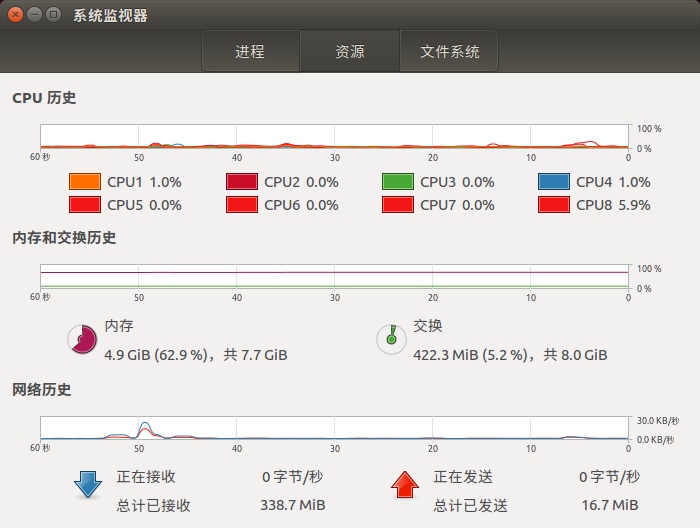 系统监视器
进程 资源 文件系统
CPU 历史
100 %
0 %
60 秒 50 40 30 20 10 0
CPU1 1.0% CPU2 0.0% CPU3 0.0% CPU4 1.0%
CPU5 0.0% CPU6 0.0% CPU7 0.0% CPU8 5.9%
内存和交换历史
100 %
0 %
60 秒 50 40 30 20 10 0
内存 交换
4.9 GiB (62.9 %)，共 7.7 GiB 422.3 MiB (5.2 %)，共 8.0 GiB
网络历史
30.0 KB/秒
0.0 KB/秒
60 秒 50 40 30 20 10 0
正在接收 0 字节/秒 正在发送 0 字节/秒
总计已接收 338.7 MiB 总计已发送 16.7 MiB